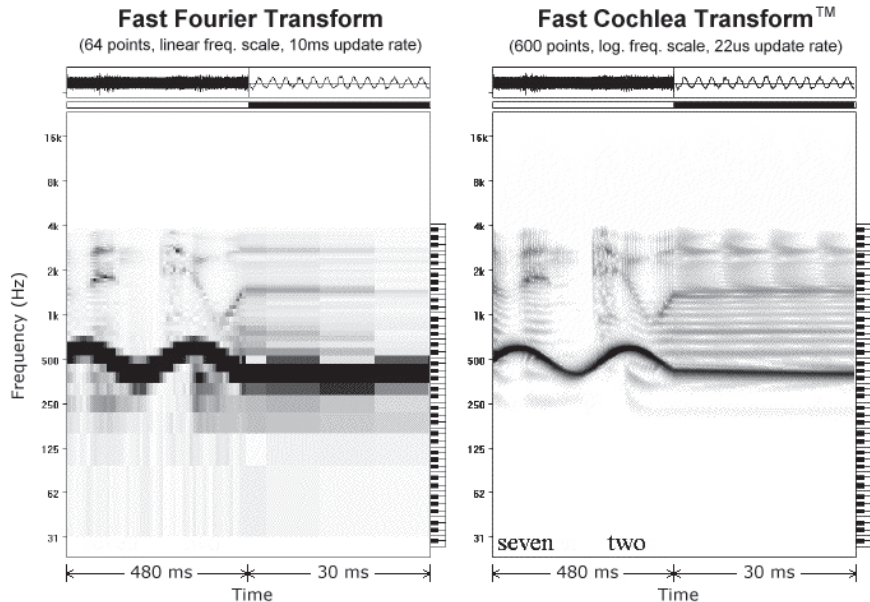 Fast Fourier Transform
(64 points, linear freq. scale, 10ms update rate)
16k
8k
4k
2k
1k
500
250
125
62
31
Frequency (Hz)
480 ms
30 ms
Time
Fast Cochlea Transform™
(600 points, log. freq. scale, 22us update rate)
16k
8k
4k
2k
1k
500
250
125
62
31
seven two
480 ms
30 ms
Time